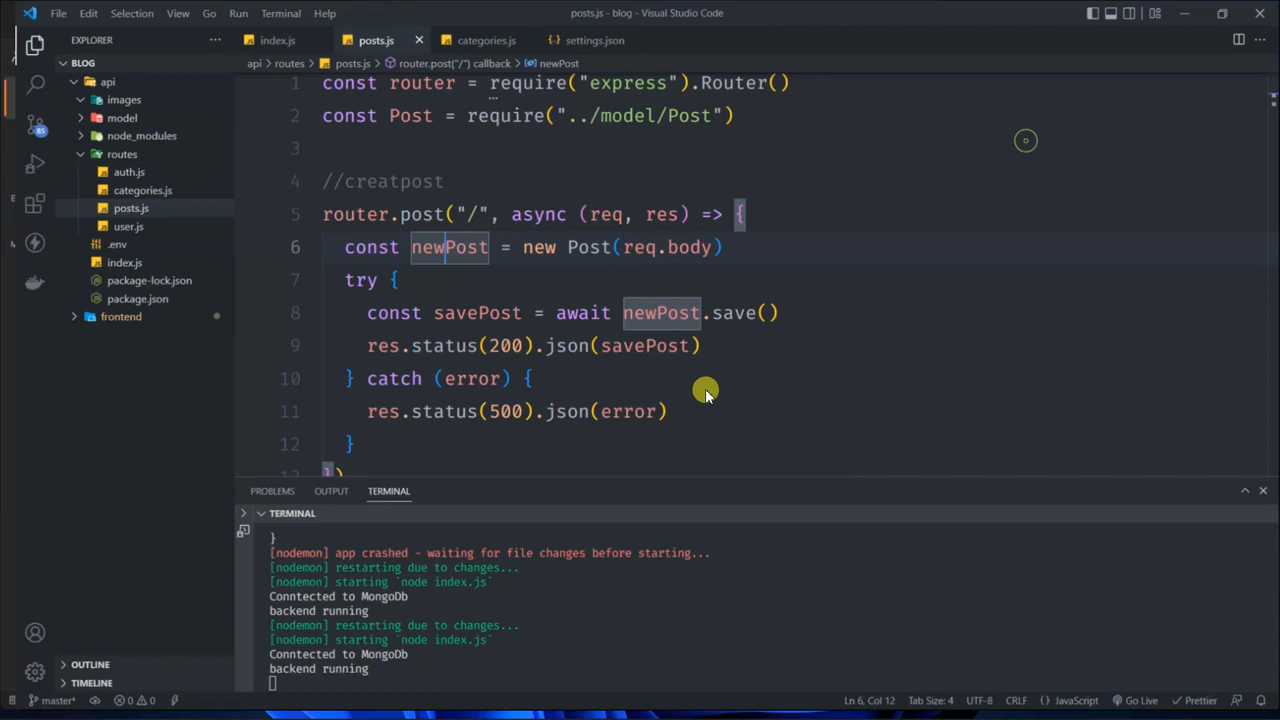 File Edit Selection View Go Run Terminal Help posts.js - blog - Visual Studio Code
EXPLORER ··· index.js posts.js categories.js settings.json
BLOG
api > routes > posts.js > router.post("/") callback > newPost
api
images
model
node_modules
routes
auth.js
categories.js
posts.js
user.js
.env
index.js
package-lock.json
package.json
frontend
1 const router = require("express").Router()
2 const Post = require("../model/Post")
3
4 //creatpost
5 router.post("/", async (req, res) => {
6 const newPost = new Post(req.body)
7 try {
8 const savePost = await newPost.save()
9 res.status(200).json(savePost)
10 } catch (error) {
11 res.status(500).json(error)
12 }
})
PROBLEMS OUTPUT TERMINAL
TERMINAL
}
[nodemon] app crashed - waiting for file changes before starting...
[nodemon] restarting due to changes...
[nodemon] starting `node index.js`
Conntected to MongoDb
backend running
[nodemon] restarting due to changes...
[nodemon] starting `node index.js`
Conntected to MongoDb
backend running
OUTLINE
TIMELINE
master* 0 0 Ln 6, Col 12 Tab Size: 4 UTF-8 CRLF {} JavaScript Go Live Prettier